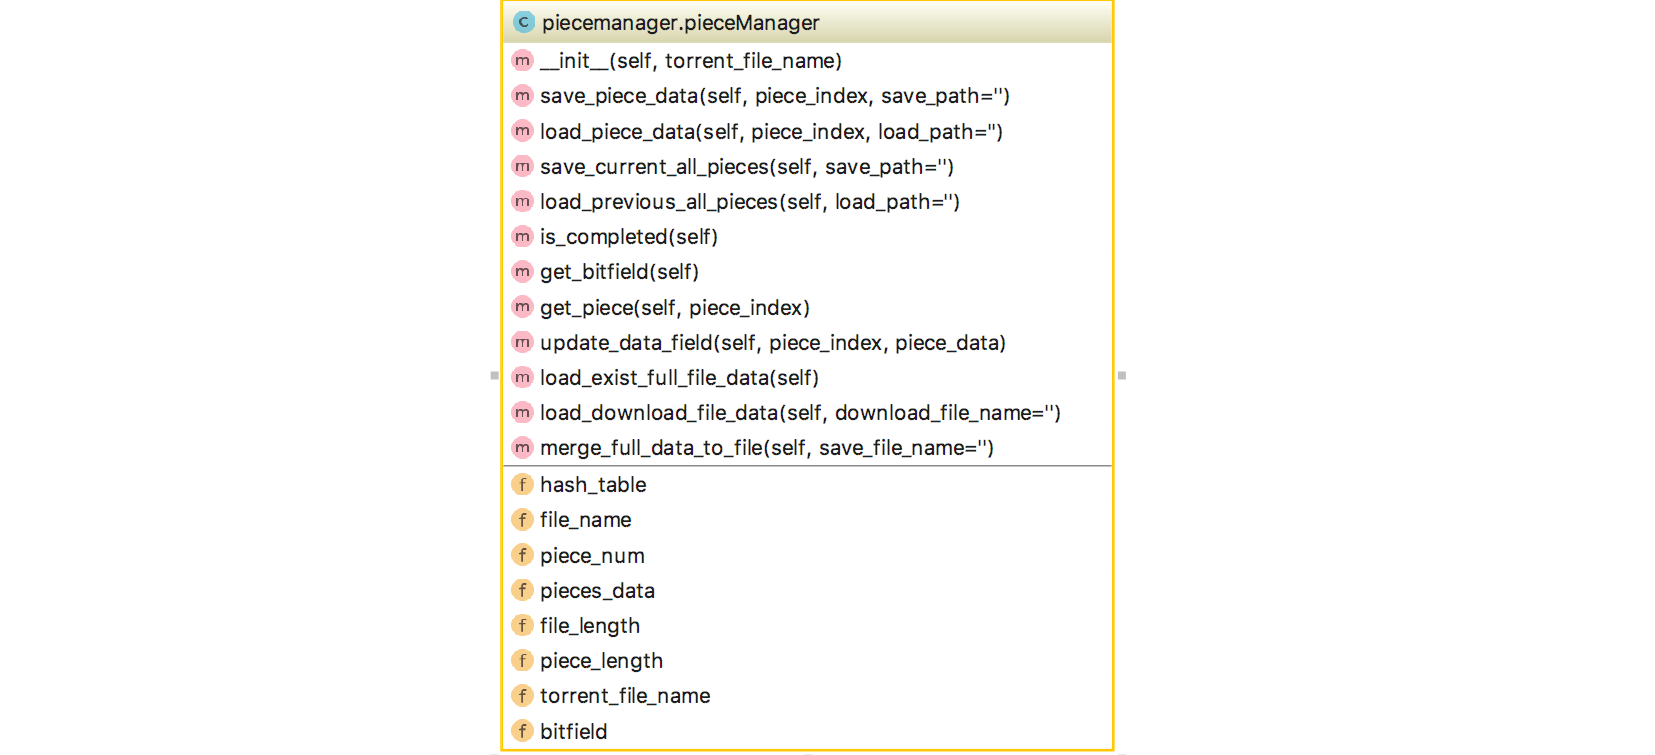 c piecemanager.pieceManager
m __init__(self, torrent_file_name)
m save_piece_data(self, piece_index, save_path='')
m load_piece_data(self, piece_index, load_path='')
m save_current_all_pieces(self, save_path='')
m load_previous_all_pieces(self, load_path='')
m is_completed(self)
m get_bitfield(self)
m get_piece(self, piece_index)
m update_data_field(self, piece_index, piece_data)
m load_exist_full_file_data(self)
m load_download_file_data(self, download_file_name='')
m merge_full_data_to_file(self, save_file_name='')
f hash_table
f file_name
f piece_num
f pieces_data
f file_length
f piece_length
f torrent_file_name
f bitfield